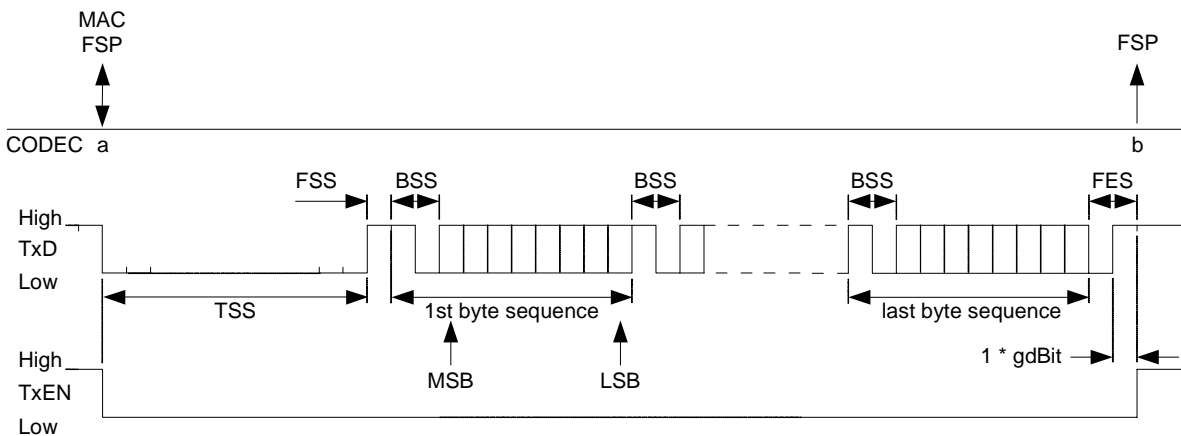 MAC
FSP
FSP
CODEC a
b
FSS
BSS
BSS
BSS
FES
High
TxD
Low
TSS
1st byte sequence
last byte sequence
MSB
LSB
1 * gdBit
High
TxEN
Low